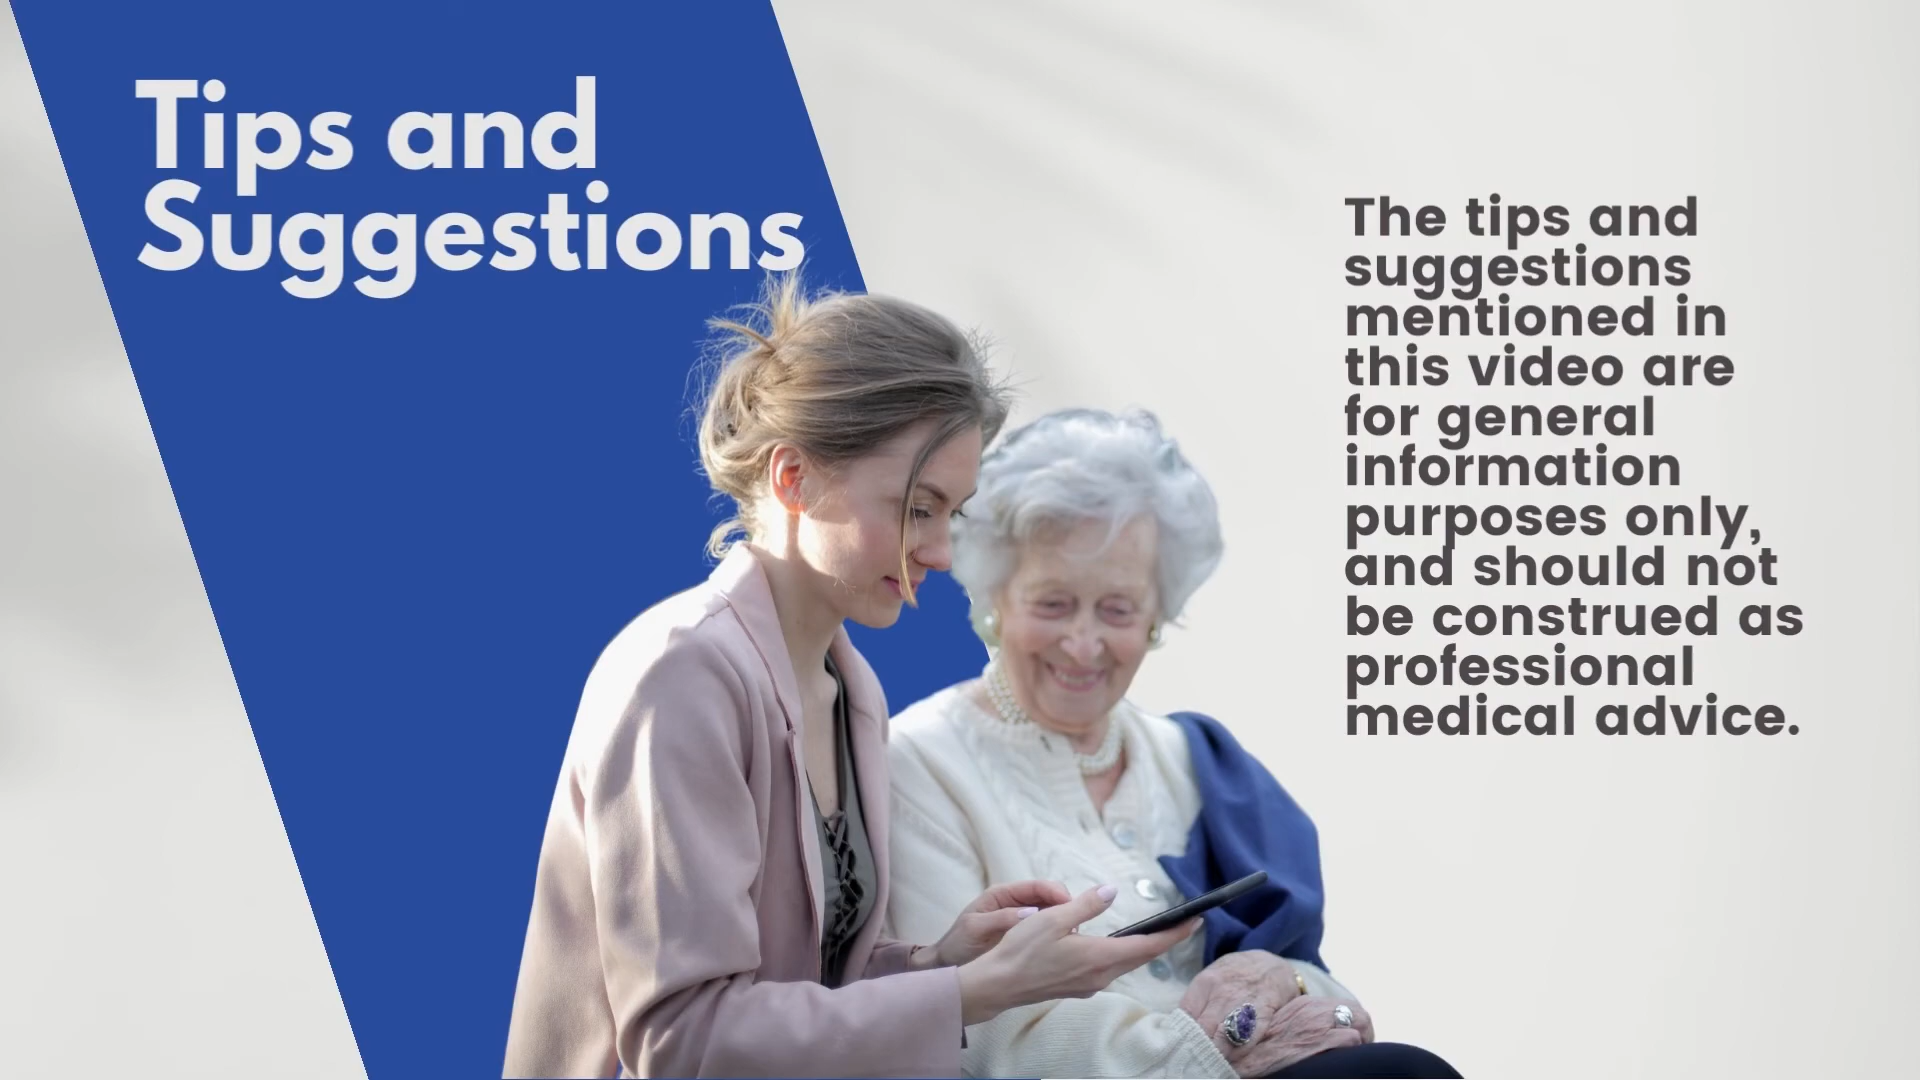 Tips and
Suggestions
The tips and
suggestions
mentioned in
this video are
for general
information
purposes only,
and should not
be construed as
professional
medical advice.